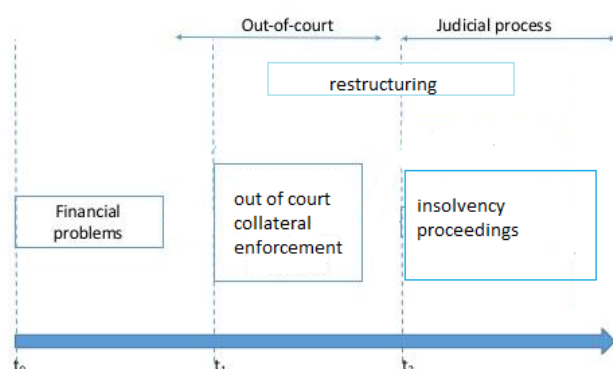 Out-of-court Judicial process
restructuring
Financial
problems
out of court
collateral
enforcement
insolvency
proceedings